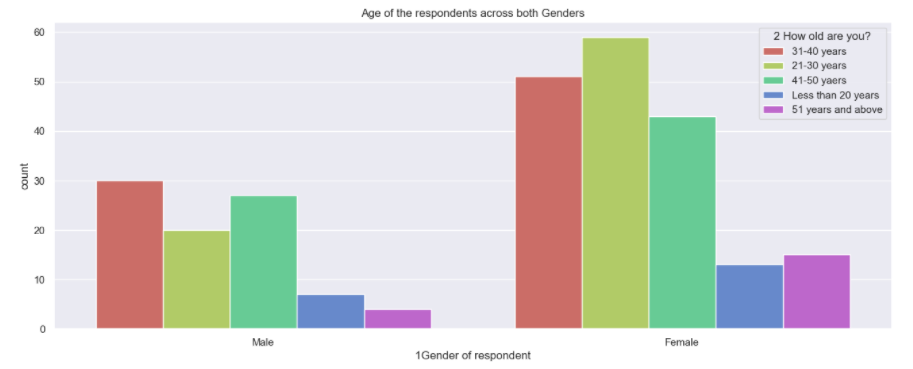 Age of the respondents across both Genders
2 How old are you?
31-40 years
21-30 years
41-50 yaers
Less than 20 years
51 years and above
count
60
50
40
30
20
10
0
Male Female
1Gender of respondent